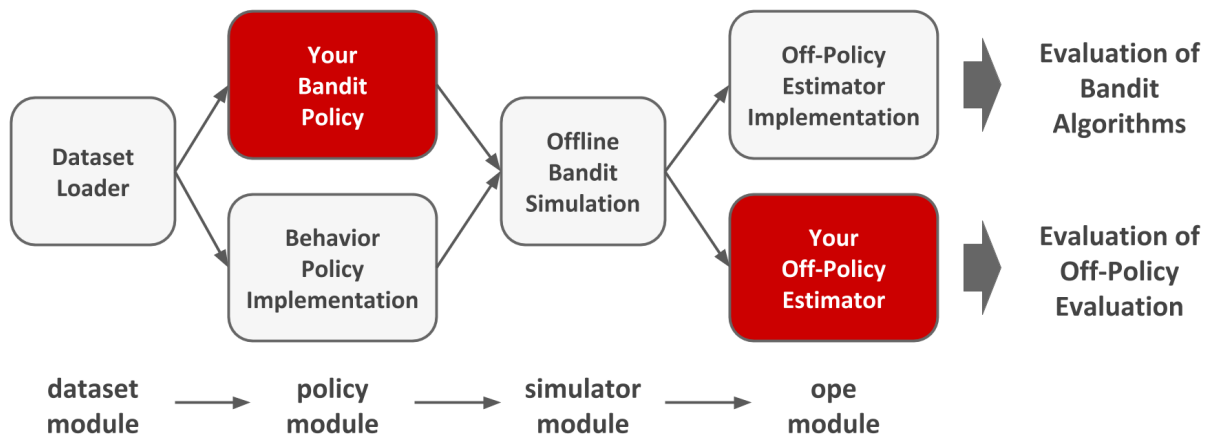 Dataset
Loader
Your
Bandit
Policy
Behavior
Policy
Implementation
Offline
Bandit
Simulation
Off-Policy
Estimator
Implementation
Your
Off-Policy
Estimator
Evaluation of
Bandit
Algorithms
Evaluation of
Off-Policy
Evaluation
dataset
module
policy
module
simulator
module
ope
module